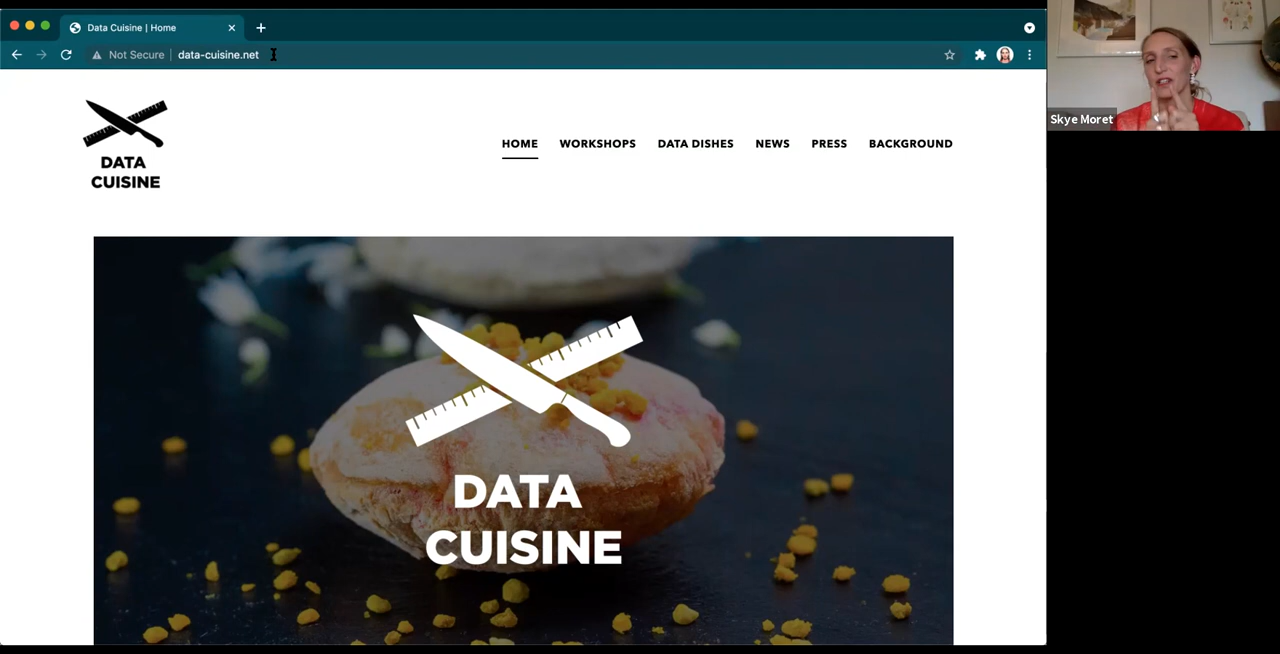 Data Cuisine | Home
Not Secure
data-cuisine.net
DATA
CUISINE
HOME
WORKSHOPS
DATA DISHES
NEWS
PRESS
BACKGROUND
DATA
CUISINE
Skye Moret